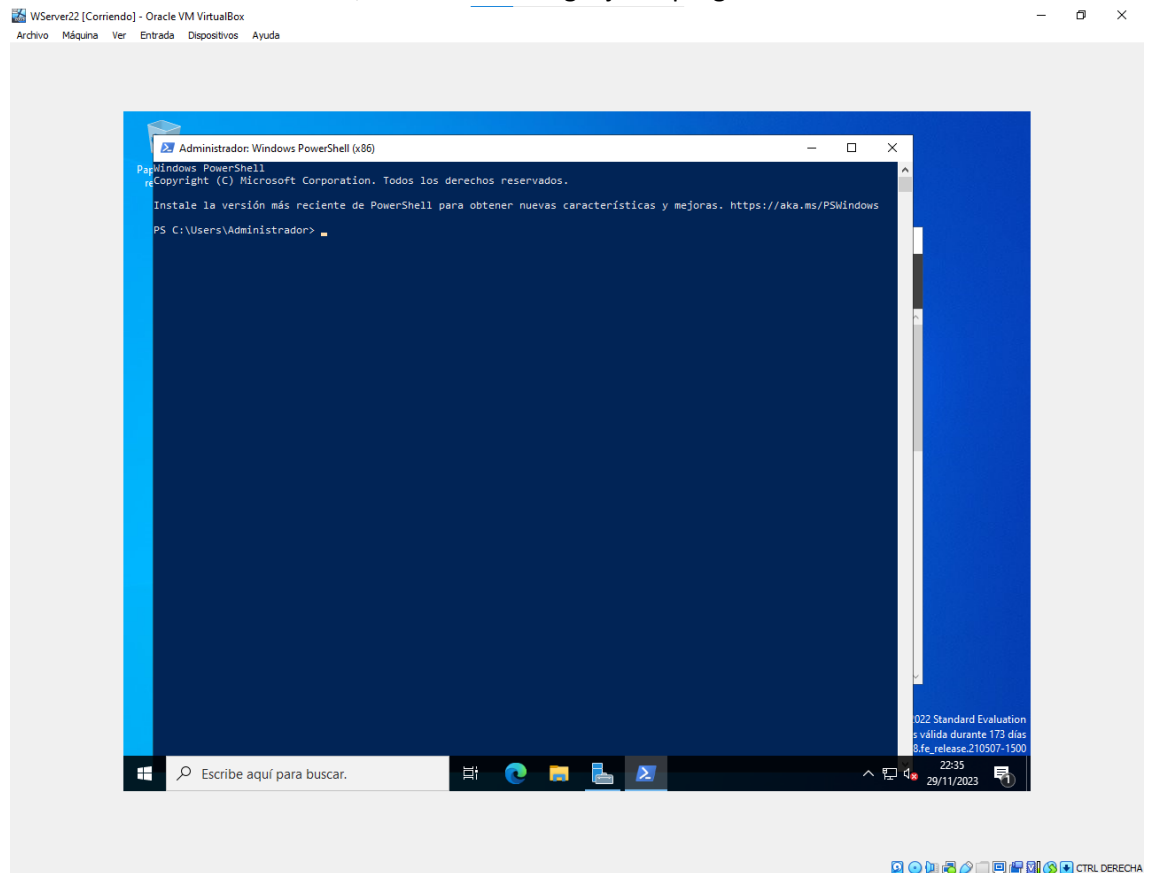 WServer22 [Corriendo] - Oracle VM VirtualBox
Archivo Máquina Ver Entrada Dispositivos Ayuda
Administrador: Windows PowerShell (x86)
Windows PowerShell
Copyright (C) Microsoft Corporation. Todos los derechos reservados.
Instale la versión más reciente de PowerShell para obtener nuevas características y mejoras. https://aka.ms/PSWindows
PS C:\Users\Administrador>
022 Standard Evaluation
s válida durante 173 días
8.fe_release.210507-1500
Escribe aquí para buscar.
22:35
29/11/2023
1
CTRL DERECHA